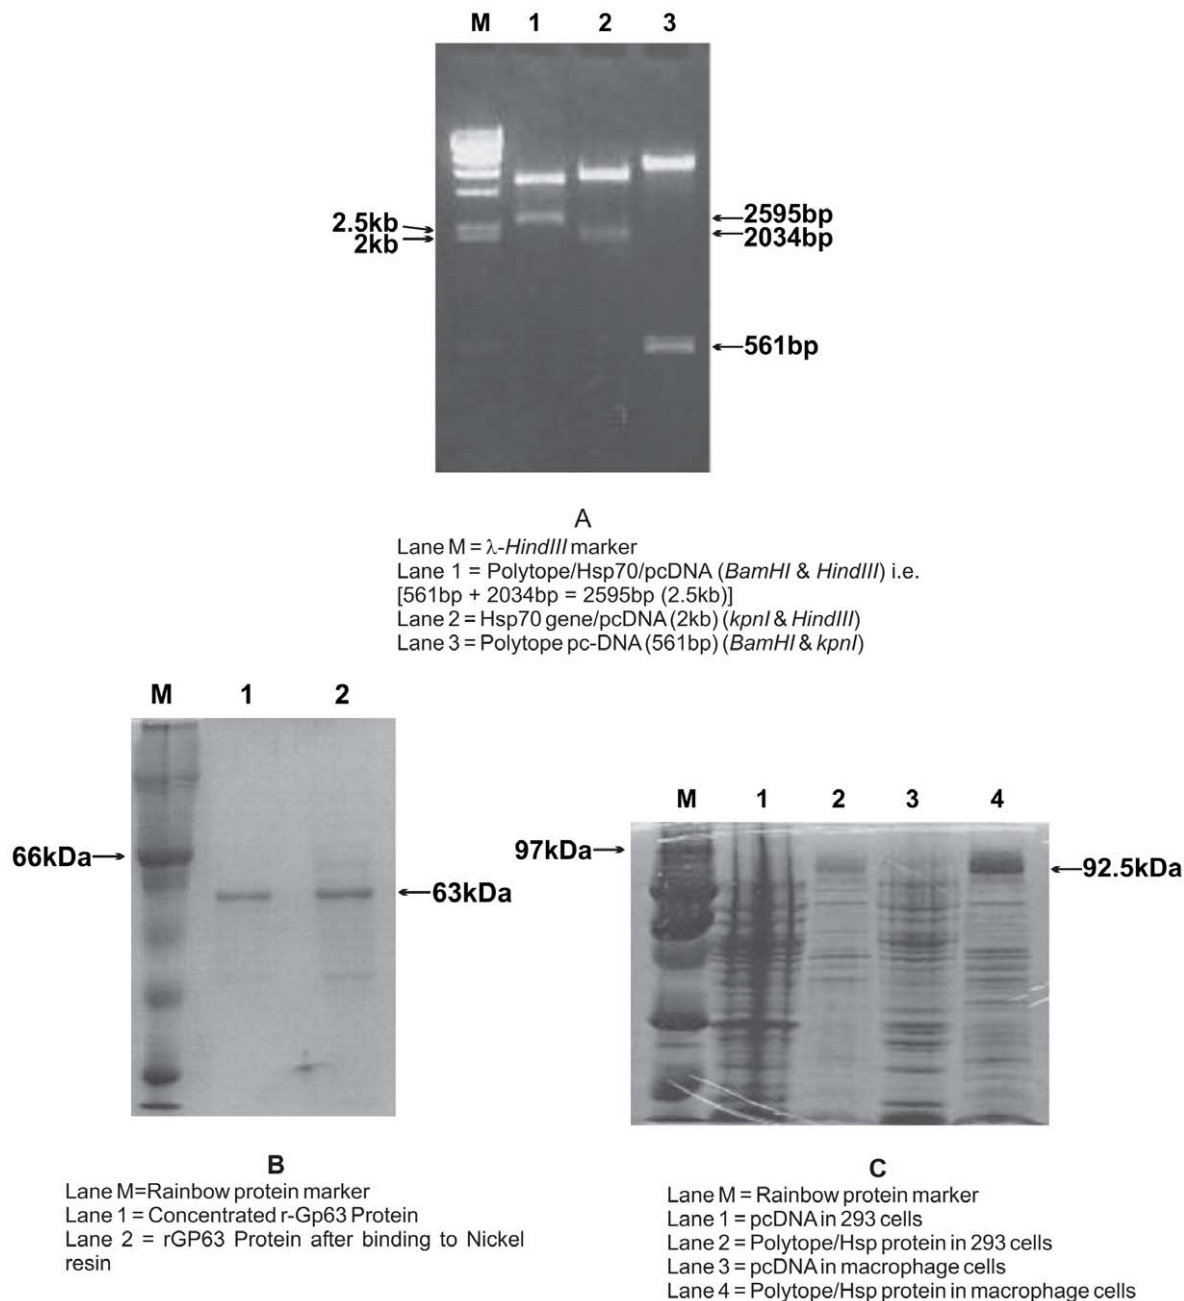 M 1 2 3
2.5kb
2kb
2595bp
2034bp
561bp
A
Lane M = λ-HindIII marker
Lane 1 = Polytope/Hsp70/pcDNA (BamHI & HindIII) i.e.
[561bp + 2034bp = 2595bp (2.5kb)]
Lane 2 = Hsp70 gene/pcDNA (2kb) (kpnI & HindIII)
Lane 3 = Polytope pc-DNA (561bp) (BamHI & kpnI)
M 1 2
66kDa
63kDa
B
Lane M=Rainbow protein marker
Lane 1 = Concentrated r-Gp63 Protein
Lane 2 = rGP63 Protein after binding to Nickel
resin
M 1 2 3 4
97kDa
92.5kDa
C
Lane M = Rainbow protein marker
Lane 1 = pcDNA in 293 cells
Lane 2 = Polytope/Hsp protein in 293 cells
Lane 3 = pcDNA in macrophage cells
Lane 4 = Polytope/Hsp protein in macrophage cells